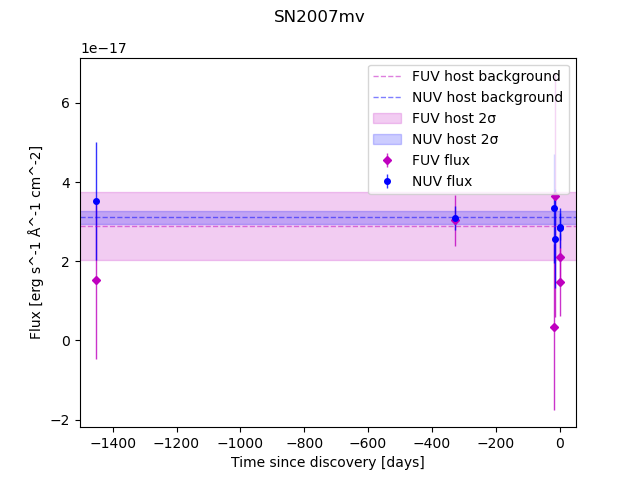 SN2007mv
1e−17
FUV host background
NUV host background
FUV host 2σ
NUV host 2σ
FUV flux
NUV flux
6
4
2
0
−2
Flux [erg s^-1 Å^-1 cm^-2]
−1400 −1200 −1000 −800 −600 −400 −200 0
Time since discovery [days]